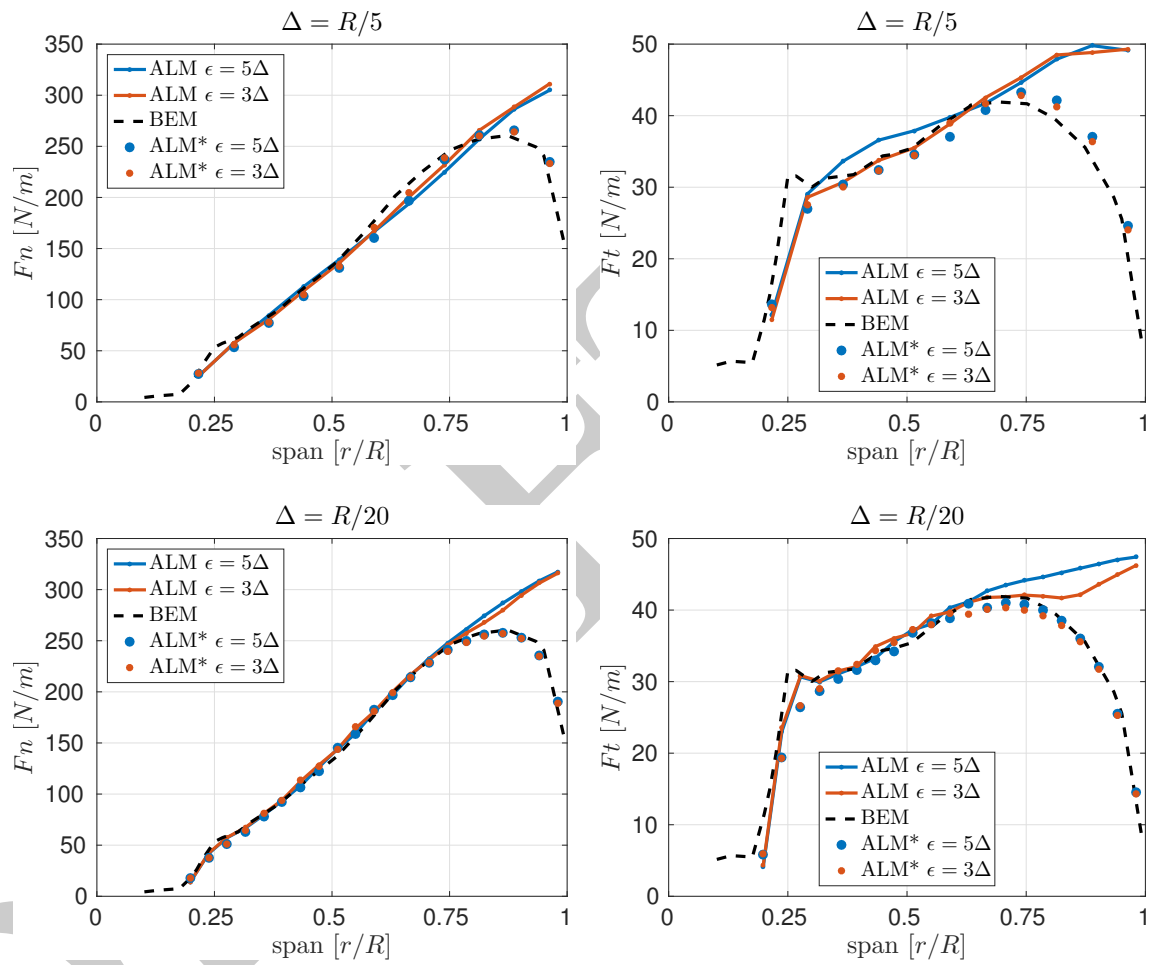 Δ = R/5
350
300
250
200
150
100
50
0
Fn [N/m]
ALM ϵ = 5Δ
ALM ϵ = 3Δ
BEM
ALM* ϵ = 5Δ
ALM* ϵ = 3Δ
0 0.25 0.5 0.75 1
span [r/R]
Δ = R/5
50
40
30
20
10
0
Ft [N/m]
ALM ϵ = 5Δ
ALM ϵ = 3Δ
BEM
ALM* ϵ = 5Δ
ALM* ϵ = 3Δ
0 0.25 0.5 0.75 1
span [r/R]
Δ = R/20
350
300
250
200
150
100
50
0
Fn [N/m]
ALM ϵ = 5Δ
ALM ϵ = 3Δ
BEM
ALM* ϵ = 5Δ
ALM* ϵ = 3Δ
0 0.25 0.5 0.75 1
span [r/R]
Δ = R/20
50
40
30
20
10
0
Ft [N/m]
ALM ϵ = 5Δ
ALM ϵ = 3Δ
BEM
ALM* ϵ = 5Δ
ALM* ϵ = 3Δ
0 0.25 0.5 0.75 1
span [r/R]